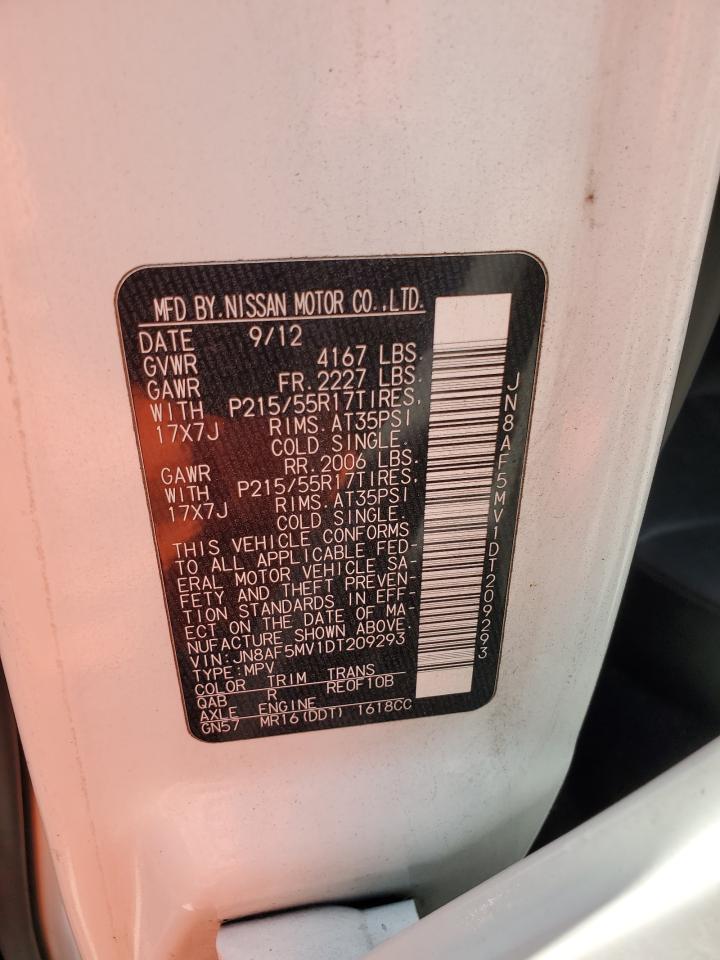 MFD BY.NISSAN MOTOR CO.,LTD.
DATE 9/12
GVWR 4167 LBS.
GAWR FR.2227 LBS.
WITH P215/55R17TIRES,
17X7J RIMS.AT35PSI
COLD SINGLE.
GAWR RR.2006 LBS.
WITH P215/55R17TIRES,
17X7J RIMS.AT35PSI
COLD SINGLE.
THIS VEHICLE CONFORMS
TO ALL APPLICABLE FED-
ERAL MOTOR VEHICLE SA-
FETY AND THEFT PREVEN-
TION STANDARDS IN EFF-
ECT ON THE DATE OF MA-
NUFACTURE SHOWN ABOVE.
VIN:JN8AF5MV1DT209293
TYPE:MPV
COLOR TRIM TRANS
QAB R RE0F10B
AXLE ENGINE
GN57 MR16(DDT) 1618CC
JN8AF5MV1DT209293